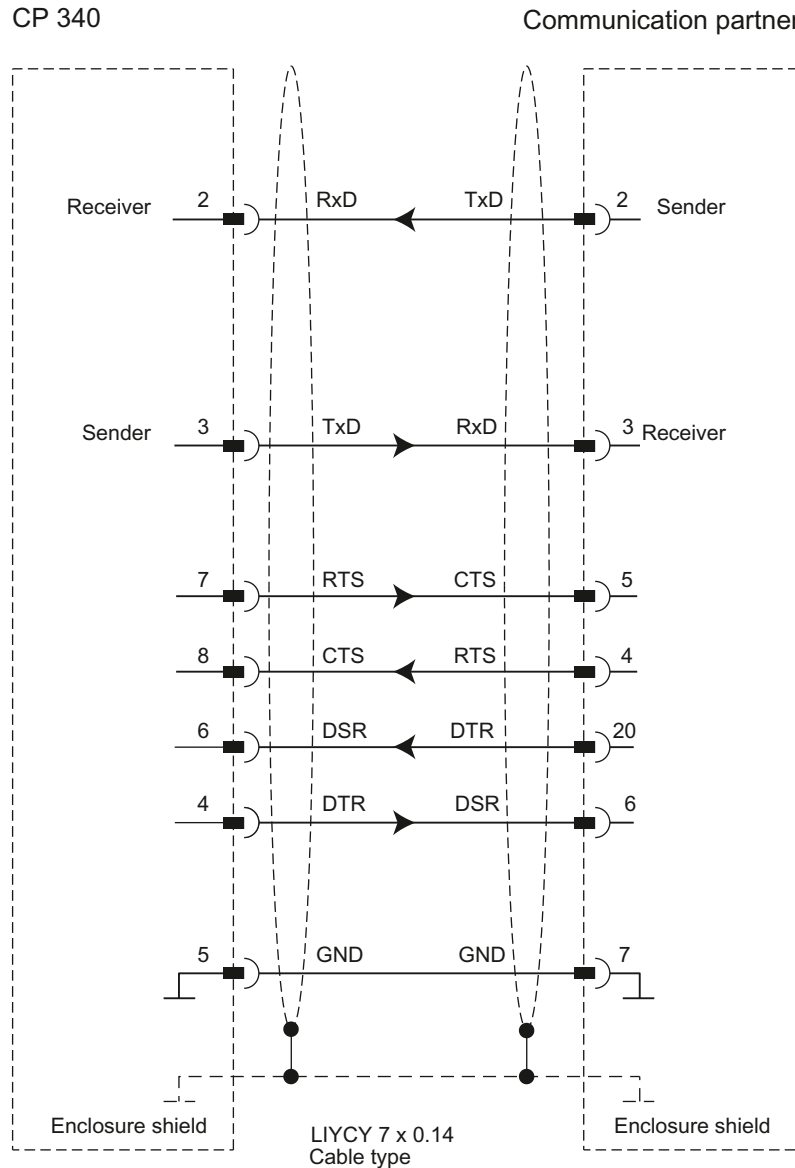 CP 340
Communication partner
Receiver 2 RxD TxD 2 Sender
Sender 3 TxD RxD 3 Receiver
7 RTS CTS 5
8 CTS RTS 4
6 DSR DTR 20
4 DTR DSR 6
5 GND GND 7
Enclosure shield
Enclosure shield
LIYCY 7 x 0.14
Cable type